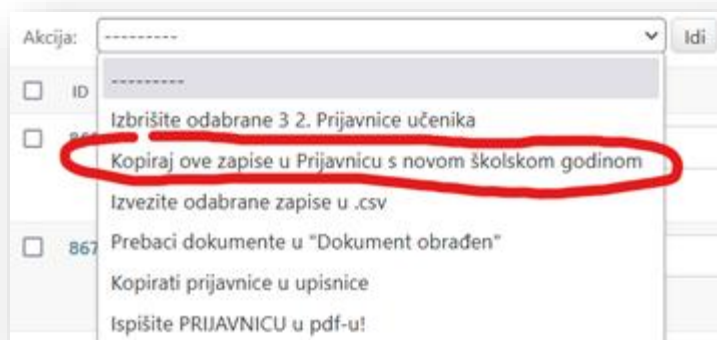 Akcija: --------- Idi
ID
---------
Izbrišite odabrane 3 2. Prijavnice učenika
Kopiraj ove zapise u Prijavnicu s novom školskom godinom
Izvezite odabrane zapise u .csv
867
Prebaci dokumente u "Dokument obrađen"
Kopirati prijavnice u upisnice
Ispišite PRIJAVNICU u pdf-u!